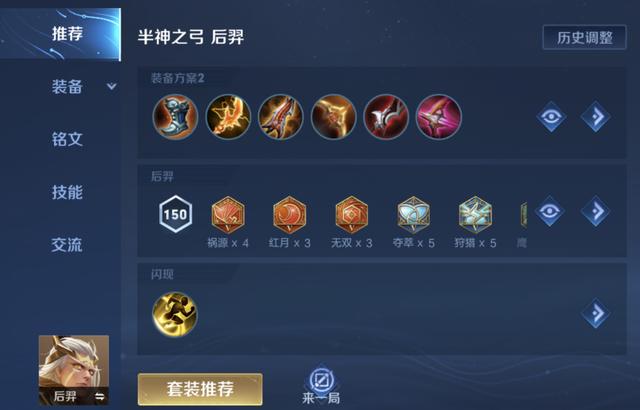 推荐
半神之弓 后羿
历史调整
装备
装备方案2
铭文
技能
交流
后羿
150
祸源 x 4
红月 x 3
无双 x 3
夺萃 x 5
狩猎 x 5
闪现
后羿
套装推荐
来一局